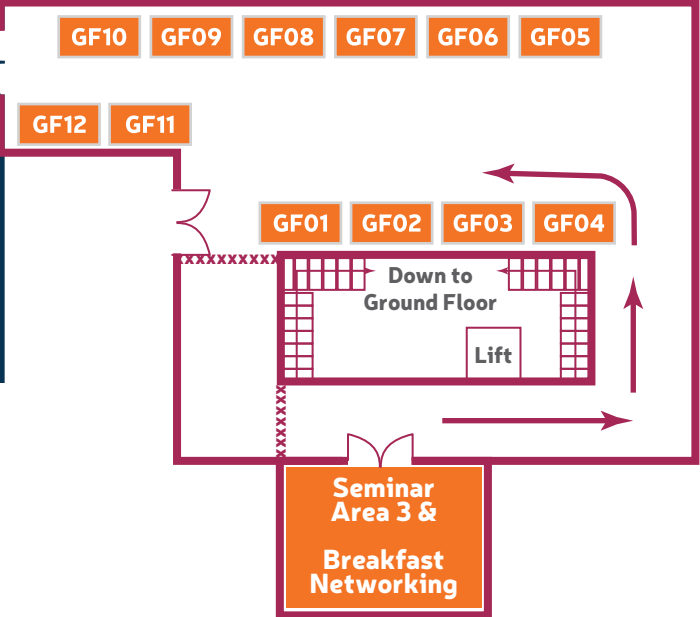 GF10 GF09 GF08 GF07 GF06 GF05
GF12 GF11
GF01 GF02 GF03 GF04
Down to
Ground Floor
Lift
Seminar
Area 3 &
Breakfast
Networking